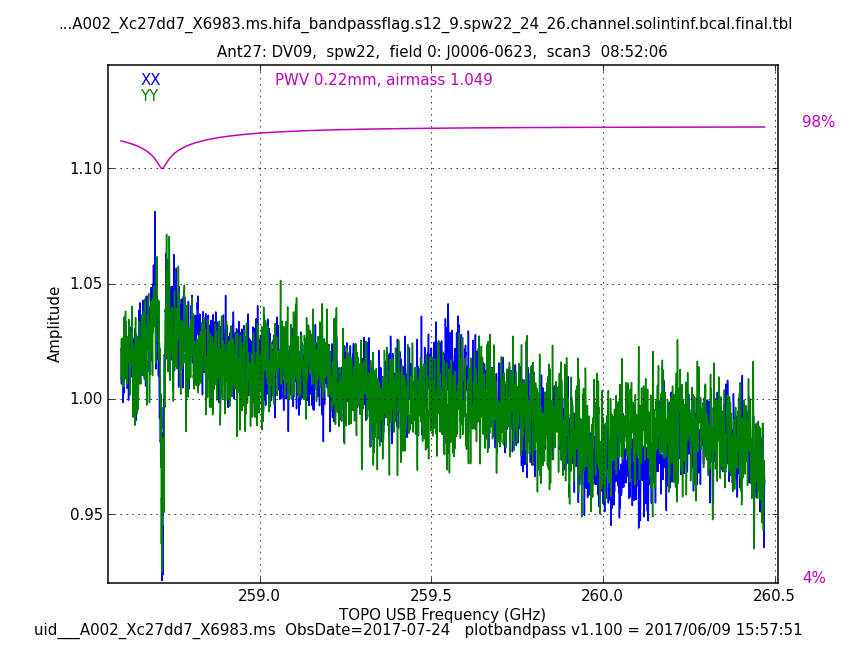 ...A002_Xc27dd7_X6983.ms.hifa_bandpassflag.s12_9.spw22_24_26.channel.solintinf.bcal.final.tbl
Ant27: DV09, spw22, field 0: J0006-0623, scan3 08:52:06
XX
PWV 0.22mm, airmass 1.049
YY
98%
1.10
1.05
Amplitude
1.00
0.95
4%
259.0
259.5
260.0
260.5
TOPO USB Frequency (GHz)
uid___A002_Xc27dd7_X6983.ms ObsDate=2017-07-24 plotbandpass v1.100 = 2017/06/09 15:57:51